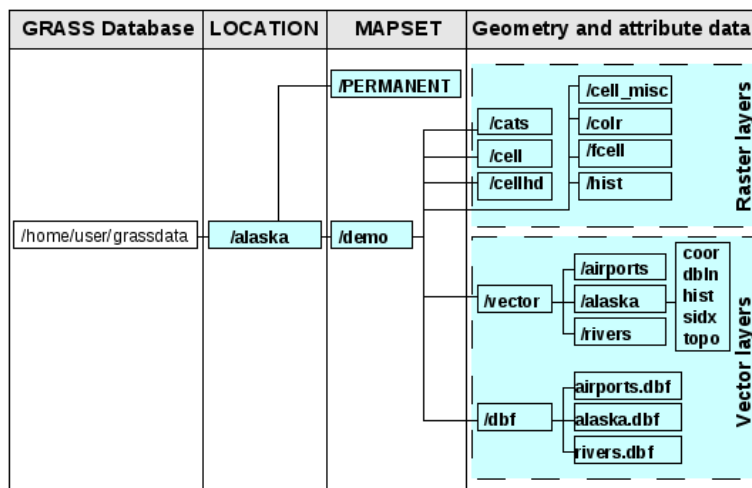 GRASS Database
LOCATION
MAPSET
Geometry and attribute data
/home/user/grassdata
/alaska
/PERMANENT
/demo
/cats
/cell
/cellhd
/cell_misc
/colr
/fcell
/hist
Raster layers
/vector
/airports
/alaska
/rivers
coor
dbln
hist
sidx
topo
/dbf
airports.dbf
alaska.dbf
rivers.dbf
Vector layers